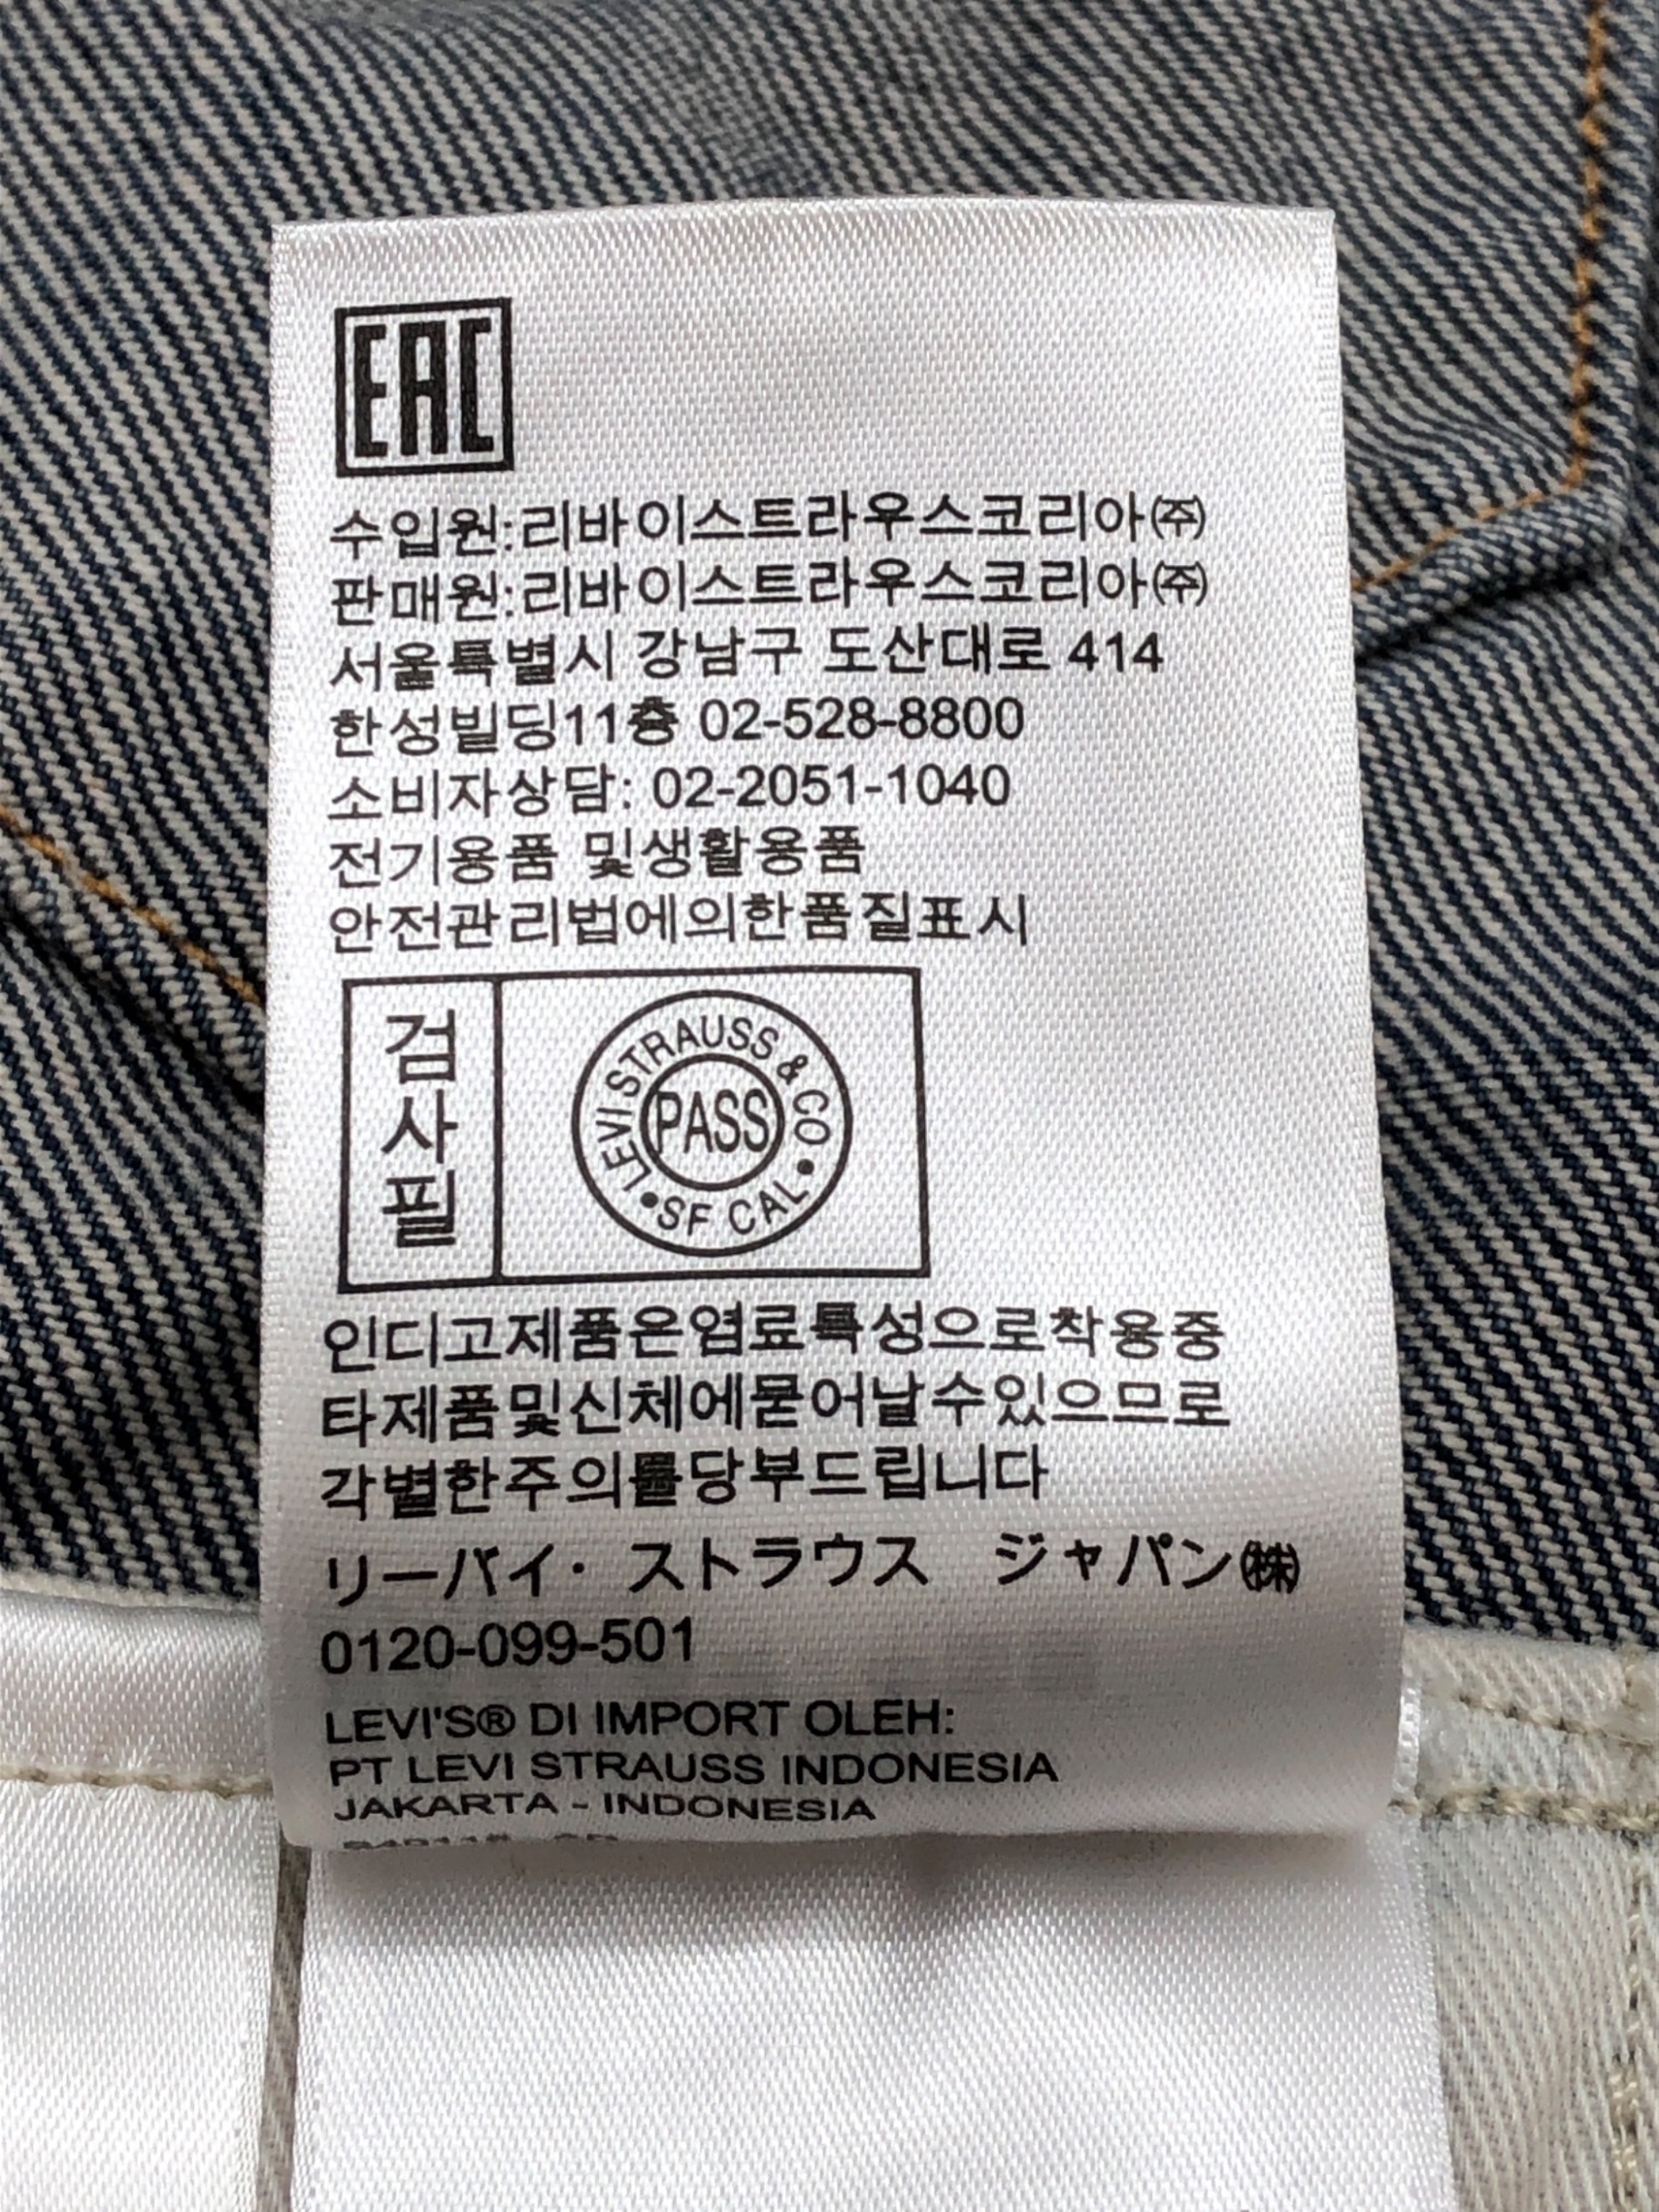 EAC
수입원:리바이스트라우스코리아㈜
판매원:리바이스트라우스코리아㈜
서울특별시 강남구 도산대로 414
한성빌딩11층 02-528-8800
소비자상담: 02-2051-1040
전기용품 및생활용품
안전관리법에의한품질표시
검사필
LEVI STRAUSS & CO
PASS
•SF CAL•
인디고제품은염료특성으로착용중
타제품및신체에묻어날수있으므로
각별한주의를당부드립니다
リーバイ・ ストラウス ジャパン㈱
0120-099-501
LEVI'S® DI IMPORT OLEH:
PT LEVI STRAUSS INDONESIA
JAKARTA - INDONESIA